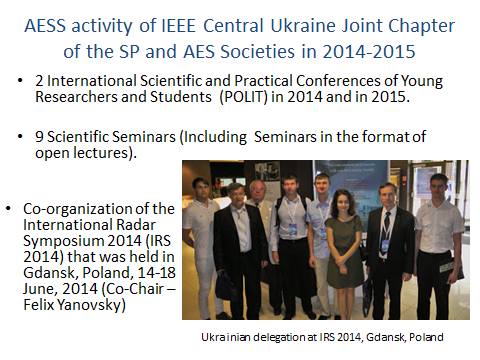 AESS activity of IEEE Central Ukraine Joint Chapter
of the SP and AES Societies in 2014-2015
• 2 International Scientific and Practical Conferences of Young
Researchers and Students (POLIT) in 2014 and in 2015.
• 9 Scientific Seminars (Including Seminars in the format of
open lectures).
• Co-organization of the
International Radar
Symposium 2014 (IRS
2014) that was held in
Gdansk, Poland, 14-18
June, 2014 (Co-Chair –
Felix Yanovsky)
Ukrainian delegation at IRS 2014, Gdansk, Poland